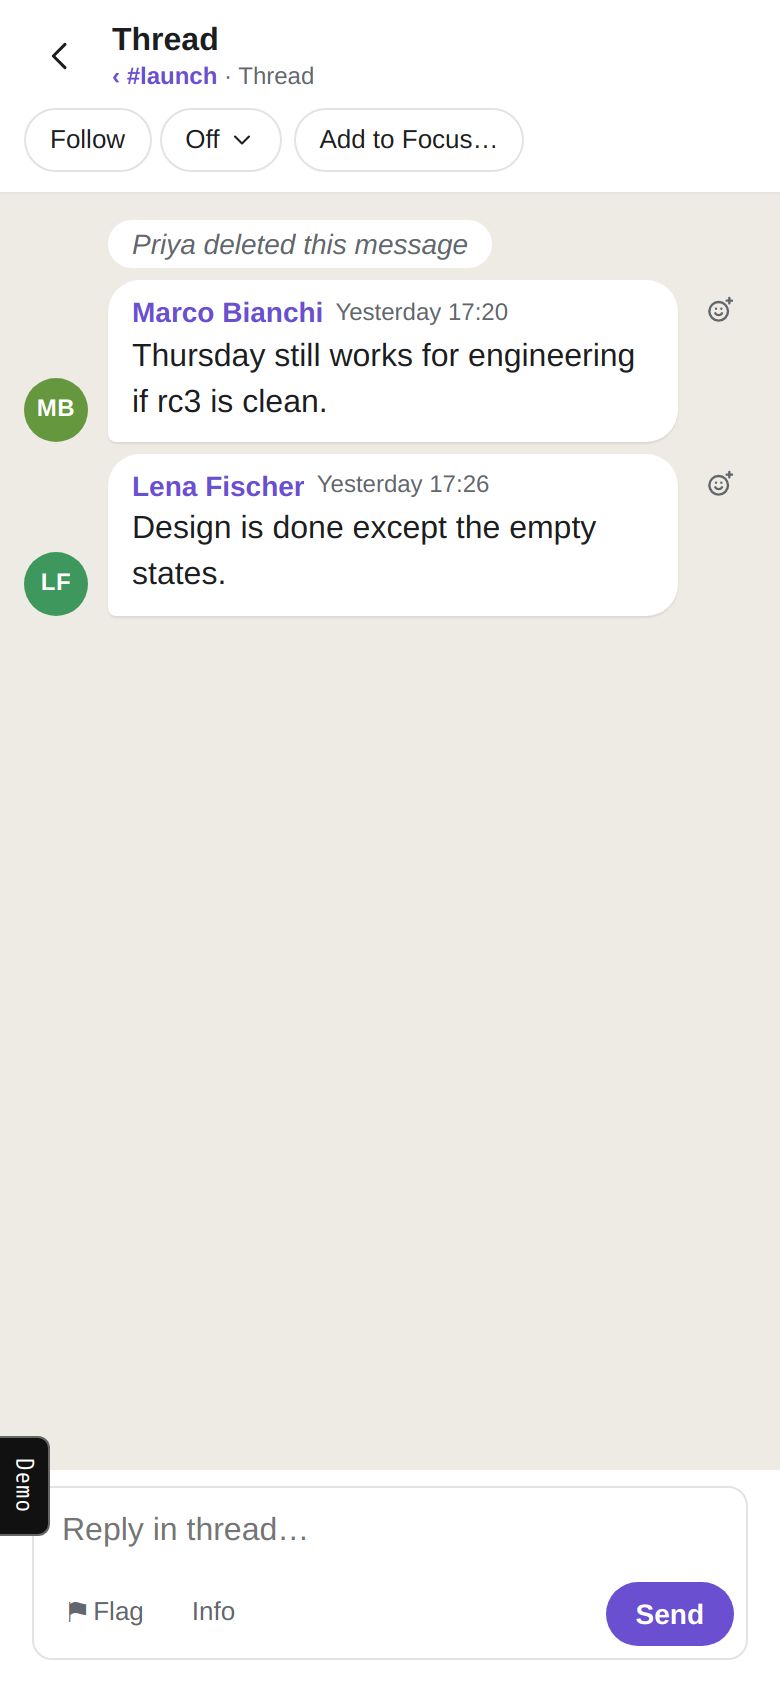 Thread
‹ #launch · Thread
Follow
Off
Add to Focus…
Priya deleted this message
Marco Bianchi Yesterday 17:20
Thursday still works for engineering
if rc3 is clean.
MB
Lena Fischer Yesterday 17:26
Design is done except the empty
states.
LF
Demo
Reply in thread…
Flag
Info
Send